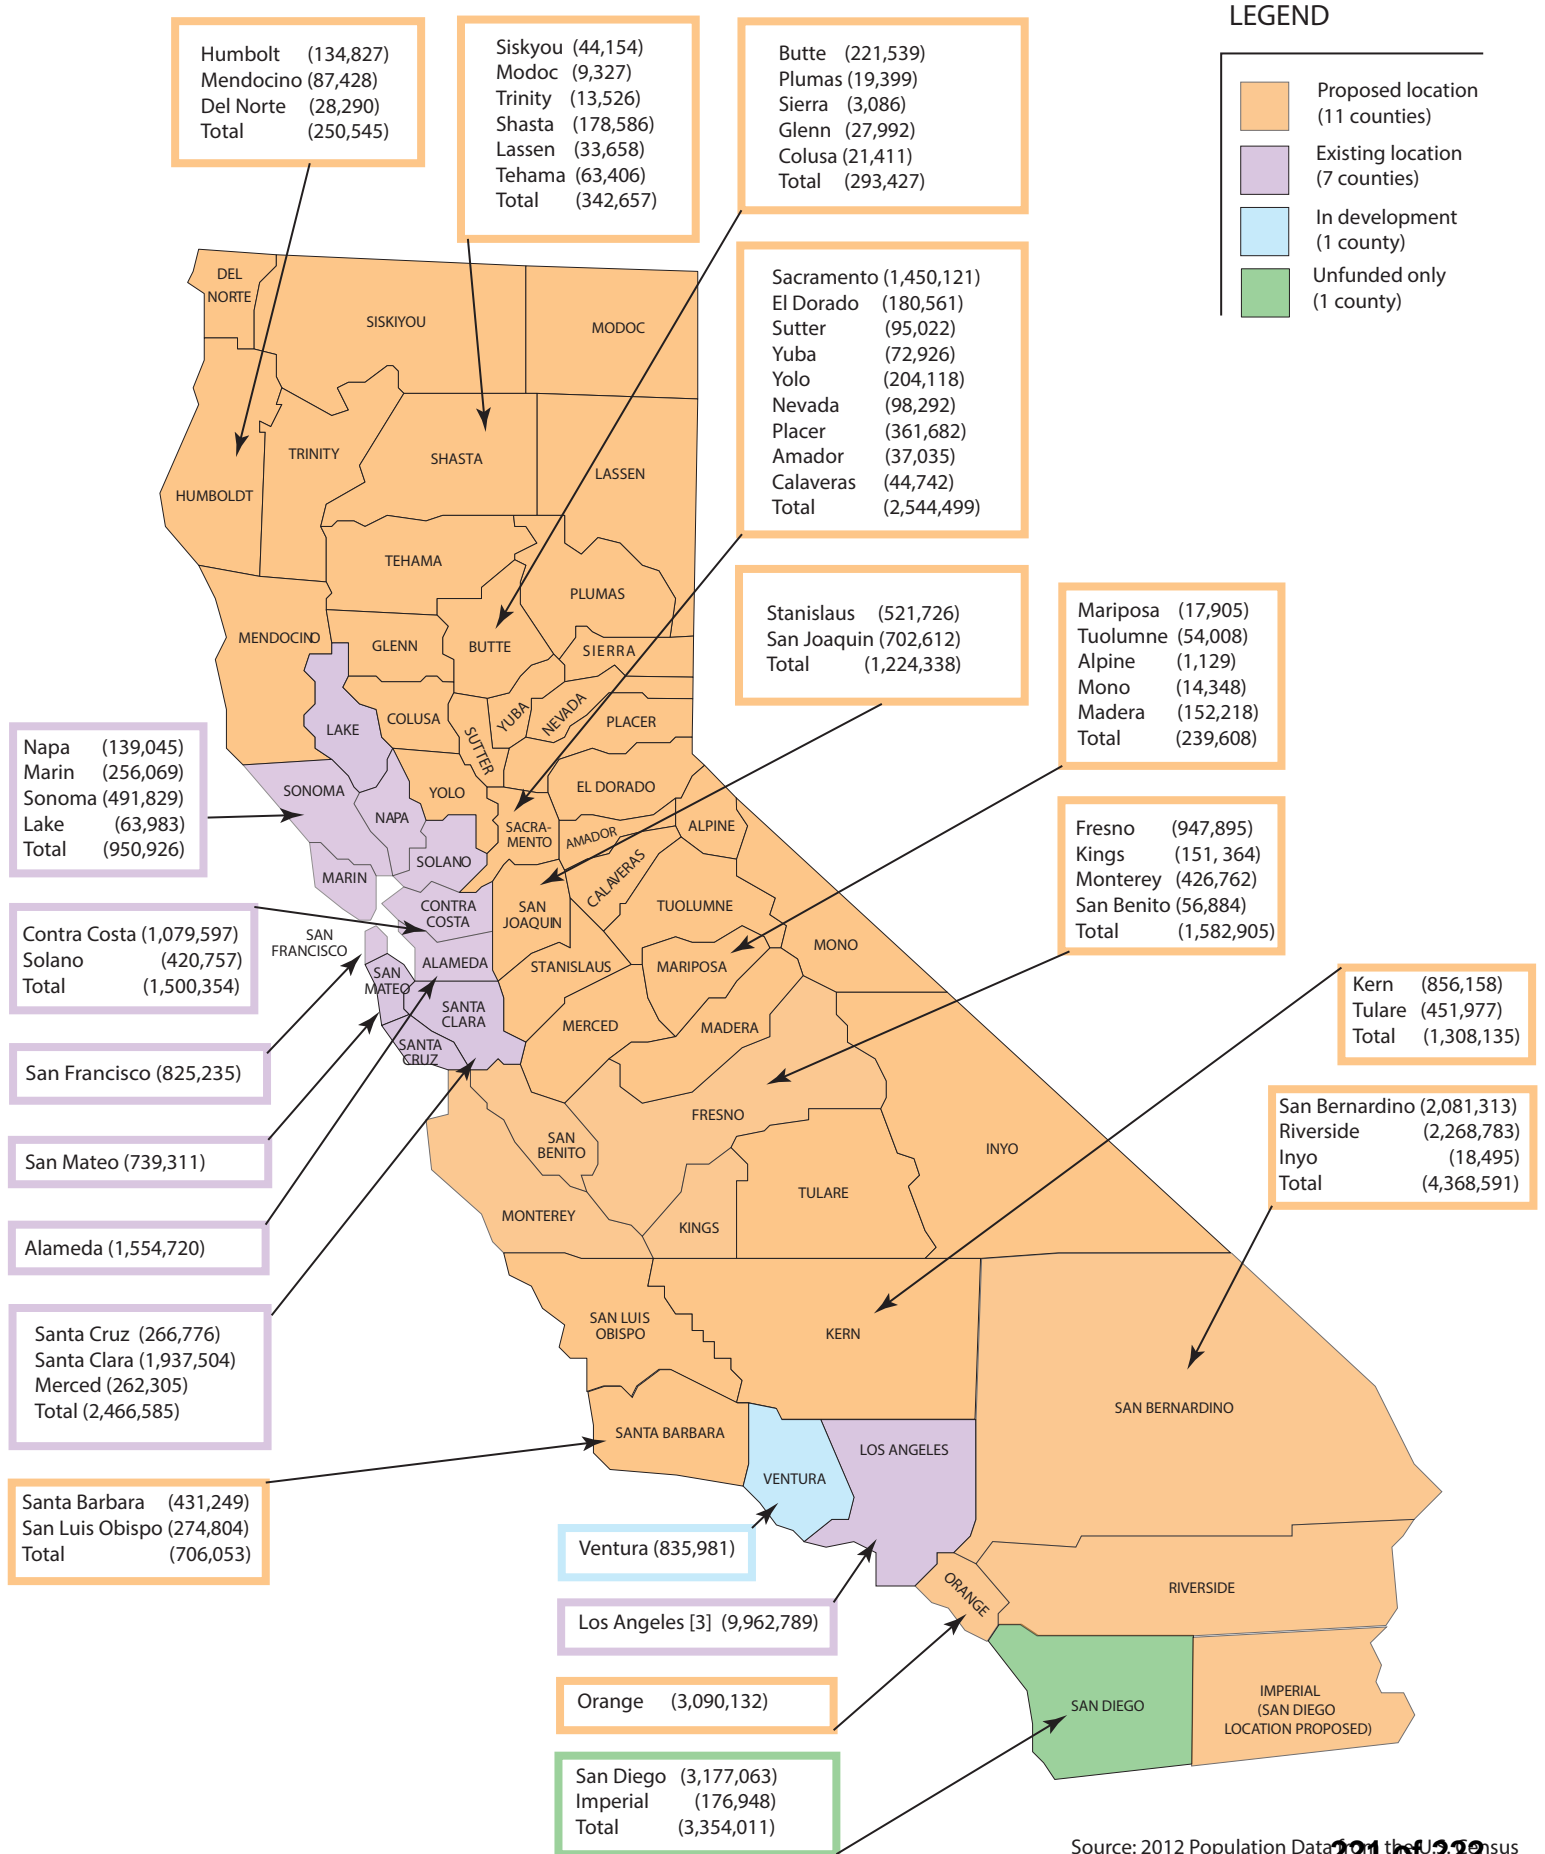 LEGEND
Proposed location
(11 counties)
Existing location
(7 counties)
In development
(1 county)
Unfunded only
(1 county)
Humbolt (134,827)
Mendocino (87,428)
Del Norte (28,290)
Total (250,545)
Siskyou (44,154)
Modoc (9,327)
Trinity (13,526)
Shasta (178,586)
Lassen (33,658)
Tehama (63,406)
Total (342,657)
Butte (221,539)
Plumas (19,399)
Sierra (3,086)
Glenn (27,992)
Colusa (21,411)
Total (293,427)
Sacramento (1,450,121)
El Dorado (180,561)
Sutter (95,022)
Yuba (72,926)
Yolo (204,118)
Nevada (98,292)
Placer (361,682)
Amador (37,035)
Calaveras (44,742)
Total (2,544,499)
Stanislaus (521,726)
San Joaquin (702,612)
Total (1,224,338)
Mariposa (17,905)
Tuolumne (54,008)
Alpine (1,129)
Mono (14,348)
Madera (152,218)
Total (239,608)
Fresno (947,895)
Kings (151, 364)
Monterey (426,762)
San Benito (56,884)
Total (1,582,905)
Kern (856,158)
Tulare (451,977)
Total (1,308,135)
San Bernardino (2,081,313)
Riverside (2,268,783)
Inyo (18,495)
Total (4,368,591)
Napa (139,045)
Marin (256,069)
Sonoma (491,829)
Lake (63,983)
Total (950,926)
Contra Costa (1,079,597)
Solano (420,757)
Total (1,500,354)
San Francisco (825,235)
San Mateo (739,311)
Alameda (1,554,720)
Santa Cruz (266,776)
Santa Clara (1,937,504)
Merced (262,305)
Total (2,466,585)
Santa Barbara (431,249)
San Luis Obispo (274,804)
Total (706,053)
Ventura (835,981)
Los Angeles [3] (9,962,789)
Orange (3,090,132)
San Diego (3,177,063)
Imperial (176,948)
Total (3,354,011)
DEL
NORTE
SISKIYOU
MODOC
TRINITY
SHASTA
LASSEN
HUMBOLDT
TEHAMA
PLUMAS
MENDOCINO
GLENN
BUTTE
SIERRA
LAKE
COLUSA
SUTTER
YUBA
NEVADA
PLACER
SONOMA
NAPA
YOLO
EL DORADO
SACRA-
MENTO
AMADOR
ALPINE
SOLANO
MARIN
CALAVERAS
CONTRA
COSTA
SAN
JOAQUIN
TUOLUMNE
MONO
SAN
FRANCISCO
ALAMEDA
STANISLAUS
MARIPOSA
SAN
MATEO
SANTA
CLARA
MERCED
MADERA
SANTA
CRUZ
FRESNO
SAN
BENITO
INYO
TULARE
MONTEREY
KINGS
SAN LUIS
OBISPO
KERN
SAN BERNARDINO
SANTA BARBARA
VENTURA
LOS ANGELES
ORANGE
RIVERSIDE
SAN DIEGO
IMPERIAL
(SAN DIEGO
LOCATION PROPOSED)
Source: 2012 Population Data from the U.S. Census
221 of 222